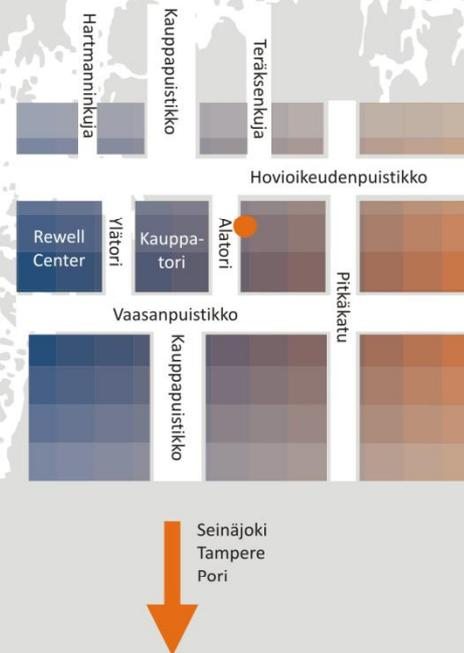 Hartmanninkuja
Kauppapuistikko
Teräksenkuja
Hovioikeudenpuistikko
Rewell
Center
Ylätori
Kauppa-
tori
Alatori
Pitkäkatu
Vaasanpuistikko
Kauppapuistikko
Seinäjoki
Tampere
Pori